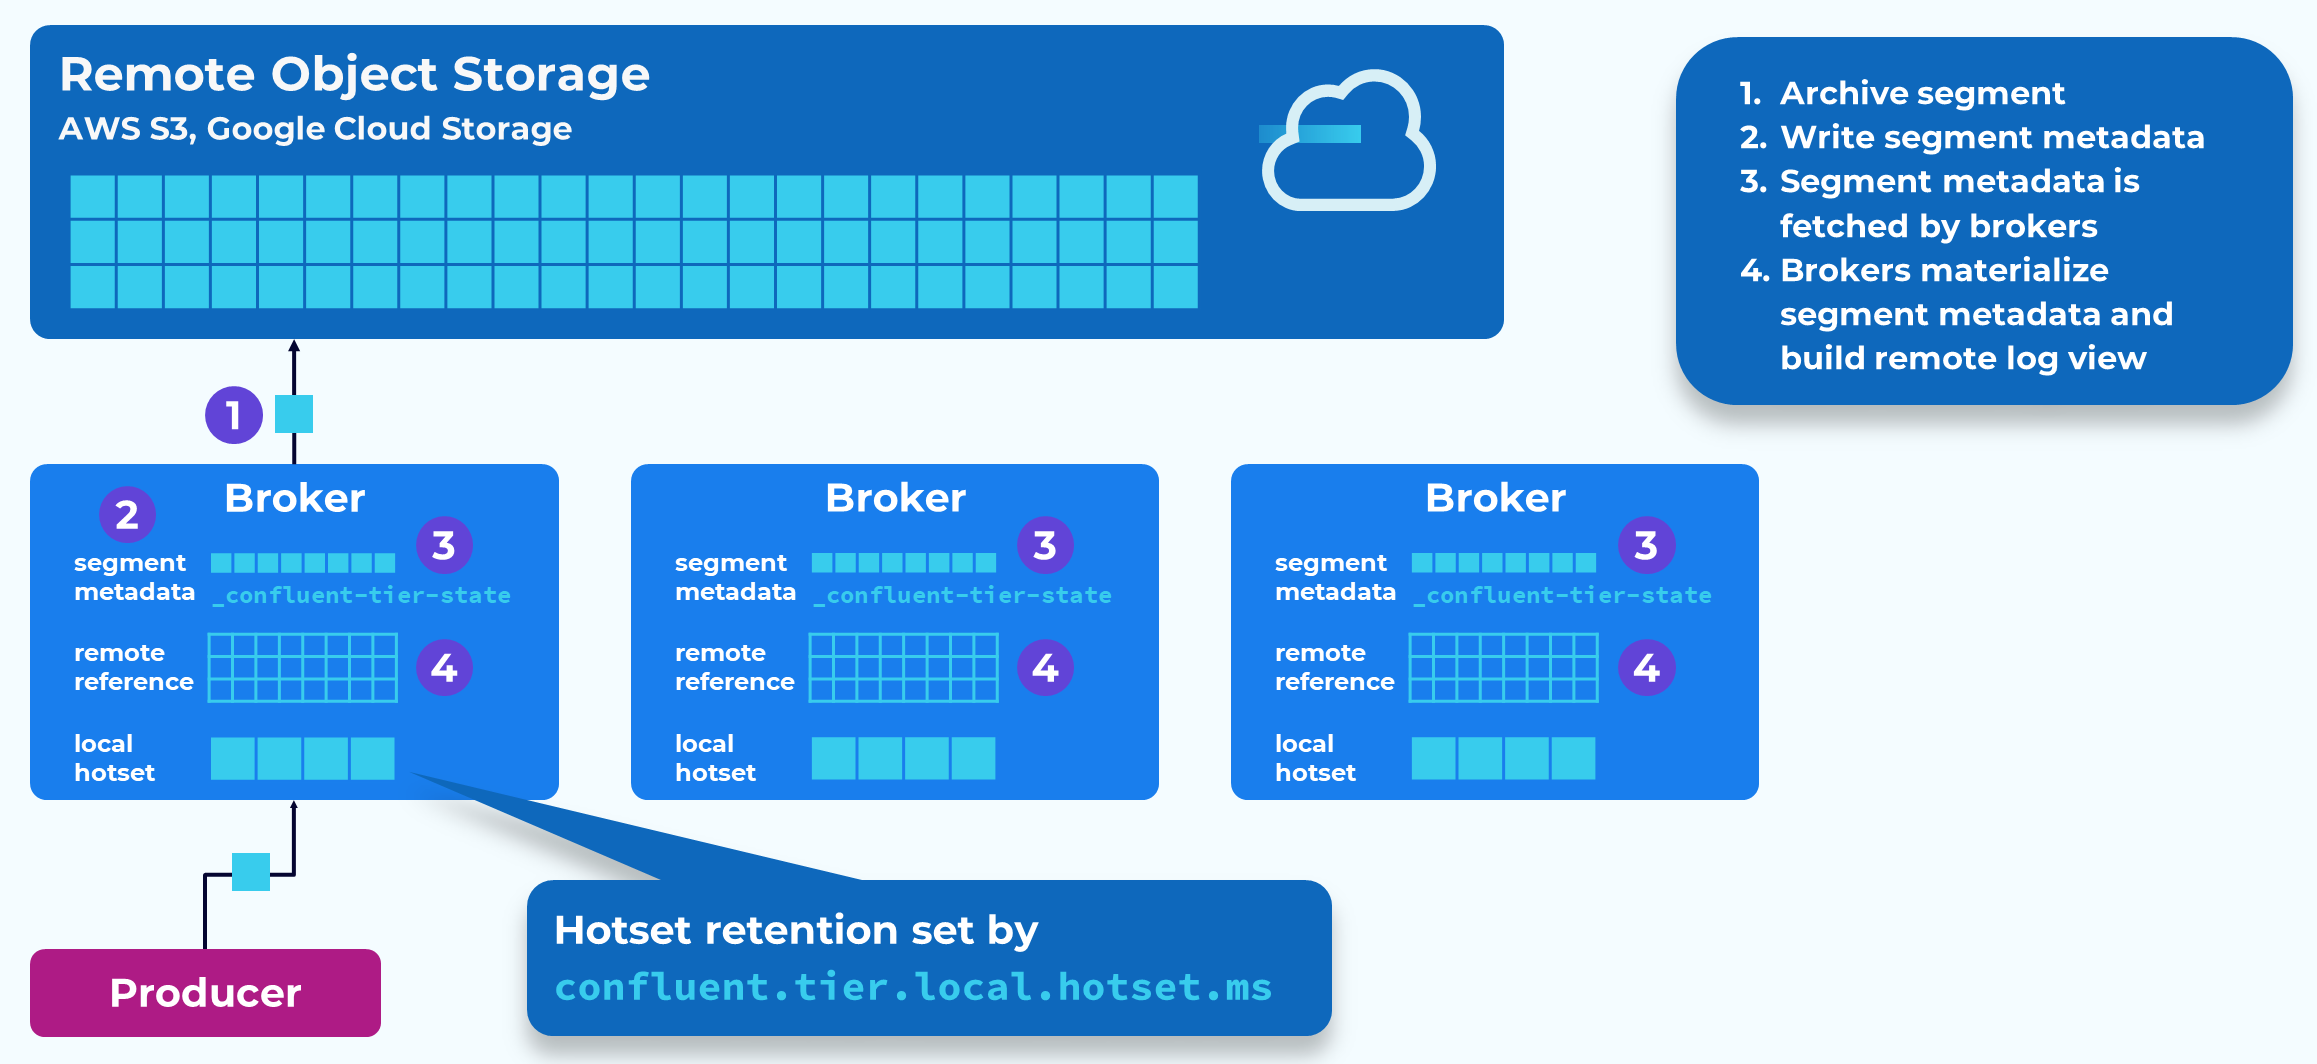 Remote Object Storage
AWS S3, Google Cloud Storage
1. Archive segment
2. Write segment metadata
3. Segment metadata is
fetched by brokers
4. Brokers materialize
segment metadata and
build remote log view
1
Broker
2
3
segment
metadata
_confluent-tier-state
remote
reference
4
local
hotset
Broker
3
segment
metadata
_confluent-tier-state
remote
reference
4
local
hotset
Broker
3
segment
metadata
_confluent-tier-state
remote
reference
4
local
hotset
Hotset retention set by
confluent.tier.local.hotset.ms
Producer